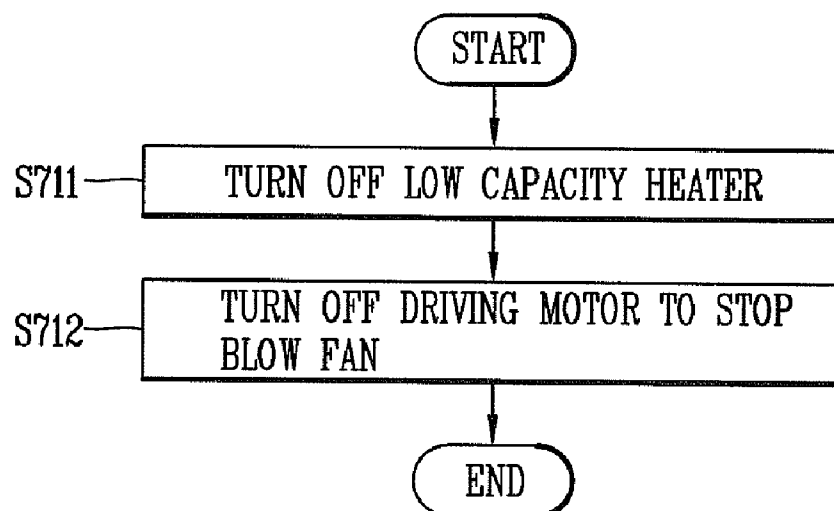 START
S711
TURN OFF LOW CAPACITY HEATER
S712
TURN OFF DRIVING MOTOR TO STOP
BLOW FAN
END